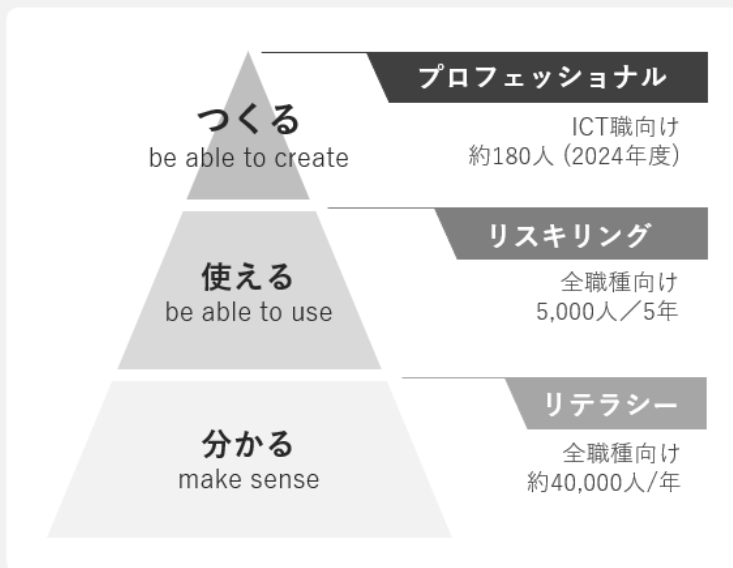 プロフェッショナル
つくる
be able to create
ICT職向け
約180人 (2024年度)
リスキリング
使える
be able to use
全職種向け
5,000人／5年
リテラシー
分かる
make sense
全職種向け
約40,000人/年